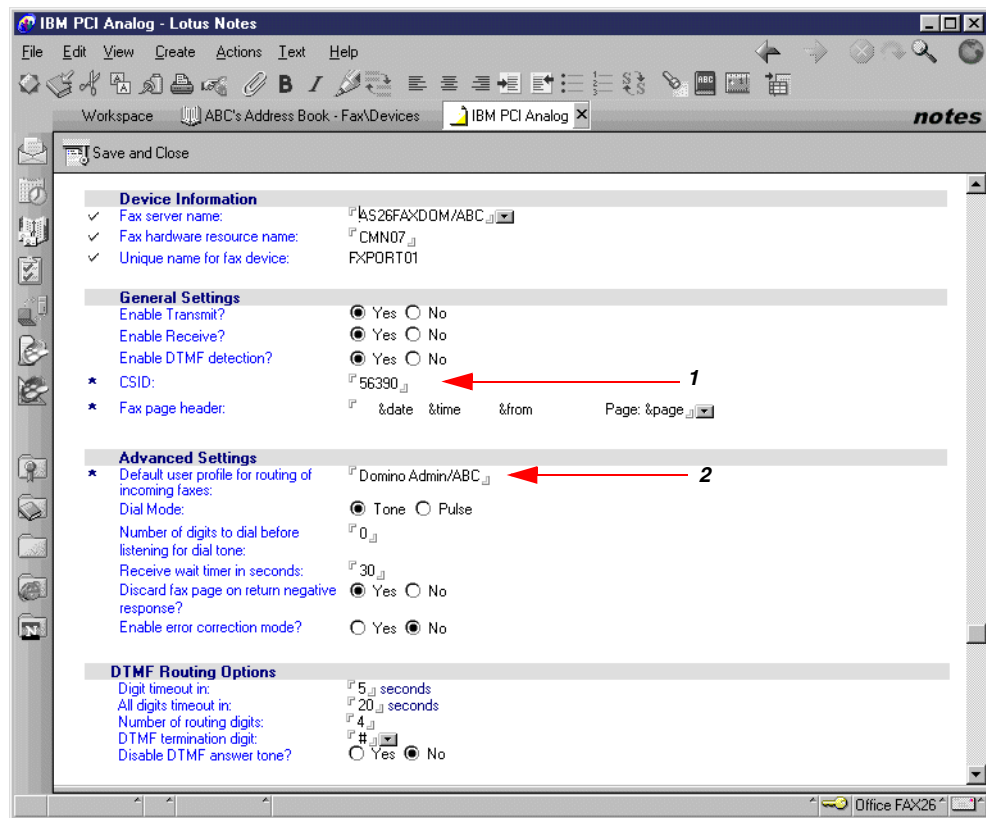 IBM PCI Analog - Lotus Notes
File Edit View Create Actions Text Help
B I
ABC
Workspace ABC's Address Book - Fax\Devices IBM PCI Analog
notes
Save and Close
Device Information
Fax server name: AS26FAXDOM/ABC
Fax hardware resource name: CMN07
Unique name for fax device: FXPORT01
General Settings
Enable Transmit? Yes No
Enable Receive? Yes No
Enable DTMF detection? Yes No
* CSID: 56390 1
* Fax page header: &date &time &from Page: &page
Advanced Settings
* Default user profile for routing of incoming faxes: Domino Admin/ABC 2
Dial Mode: Tone Pulse
Number of digits to dial before listening for dial tone: 0
Receive wait timer in seconds: 30
Discard fax page on return negative response? Yes No
Enable error correction mode? Yes No
DTMF Routing Options
Digit timeout in: 5 seconds
All digits timeout in: 20 seconds
Number of routing digits: 4
DTMF termination digit: #
Disable DTMF answer tone? Yes No
N
Office FAX26